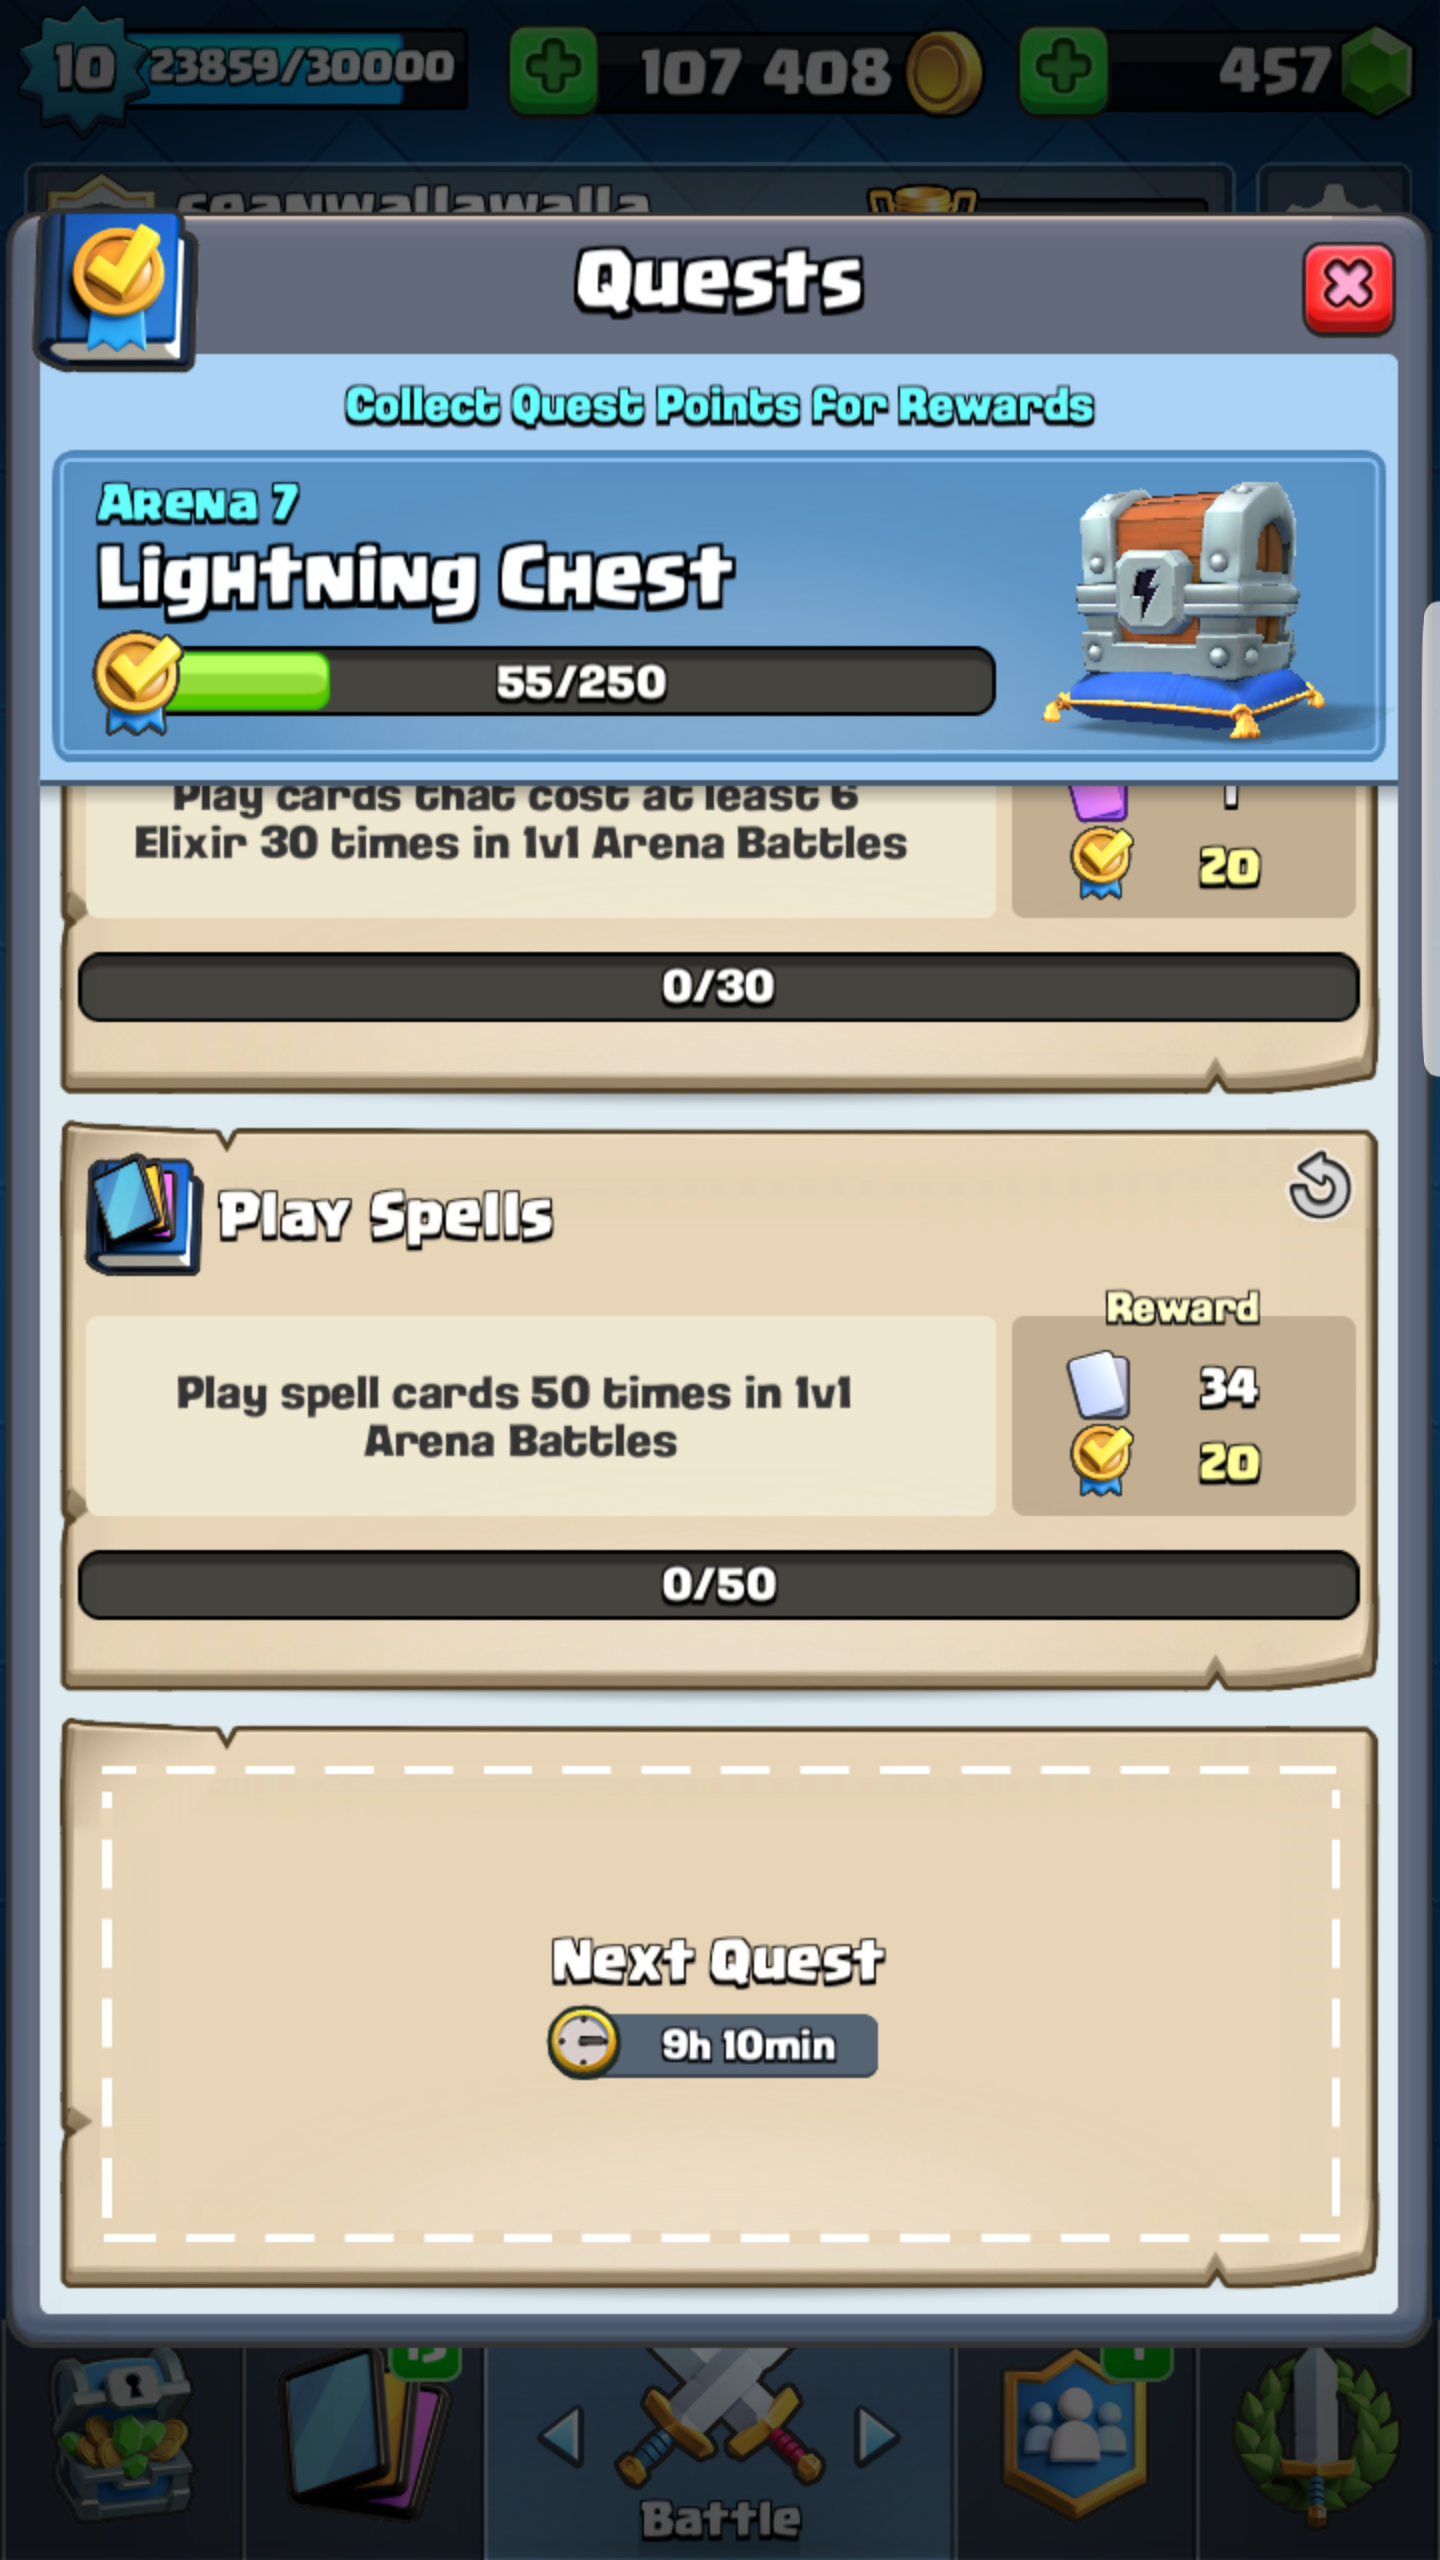 10 23859/30000 107 408 457
seanwallawalla
Quests
Collect Quest Points for Rewards
Arena 7
Lightning Chest
55/250
Play cards that cost at least 6
Elixir 30 times in 1v1 Arena Battles
20
0/30
Play Spells
Reward
Play spell cards 50 times in 1v1
Arena Battles
34
20
0/50
Next Quest
9h 10min
Battle